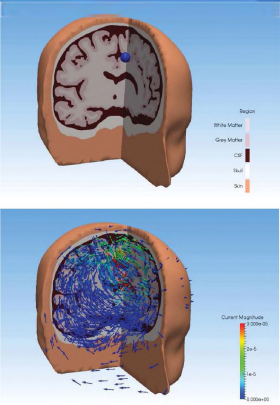 Region
White Matter
Grey Matter
CSF
Skull
Skin
Current Magnitude
3.000e-05
2e-5
1e-5
0.000e+00